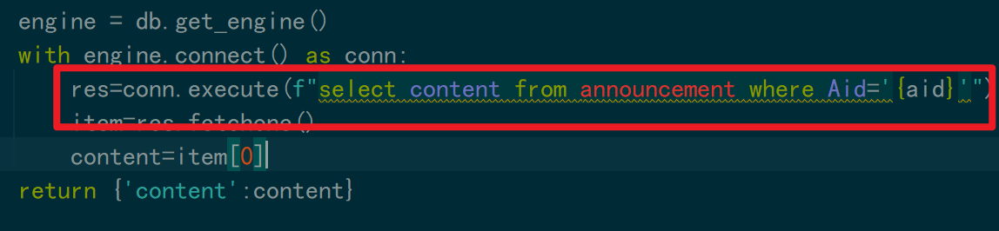 engine = db.get_engine()
with engine.connect() as conn:
res=conn.execute(f"select content from announcement where Aid='{aid}'")
item=res.fetchone()
content=item[0]
return {'content':content}